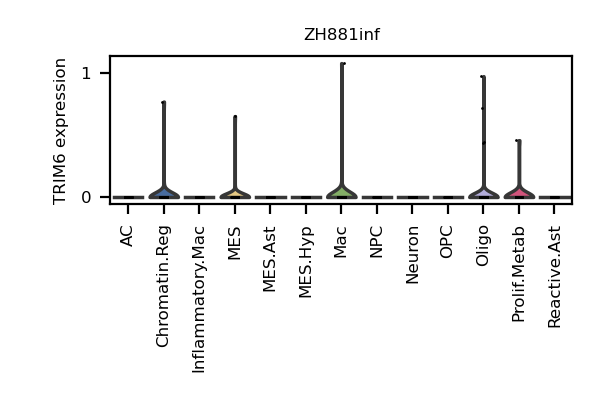 ZH881inf
TRIM6 expression
1
0
AC
Chromatin.Reg
Inflammatory.Mac
MES
MES.Ast
MES.Hyp
Mac
NPC
Neuron
OPC
Oligo
Prolif.Metab
Reactive.Ast